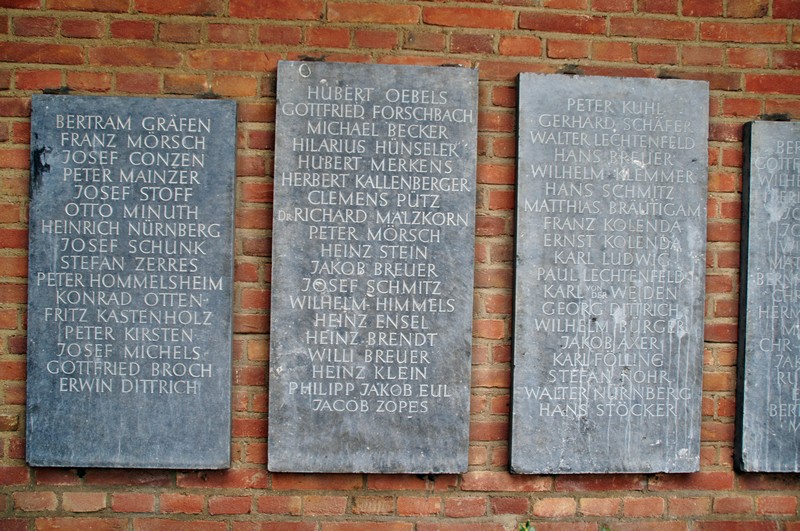 BERTRAM GRÄFEN
FRANZ MÖRSCH
JOSEF CONZEN
PETER MAINZER
JOSEF STOFF
OTTO MINUTH
HEINRICH NÜRNBERG
JOSEF SCHUNK
STEFAN ZERRES
PETER HOMMELSHEIM
KONRAD OTTEN
FRITZ KASTENHOLZ
PETER KIRSTEN
JOSEF MICHELS
GOTTFRIED BROCH
ERWIN DITTRICH
HUBERT OEBELS
GOTTFRIED FORSCHBACH
MICHAEL BECKER
HILARIUS HÜNSELER
HUBERT MERKENS
HERBERT KALLENBERGER
CLEMENS PÜTZ
DR RICHARD MALZKORN
PETER MÖRSCH
HEINZ STEIN
JAKOB BREUER
JOSEF SCHMITZ
WILHELM HIMMELS
HEINZ ENSEL
HEINZ BRENDT
WILLI BREUER
HEINZ KLEIN
PHILIPP JAKOB EUL
JACOB ZOPES
PETER KUHL
GERHARD SCHÄFER
WALTER LECHTENFELD
HANS BREUER
WILHELM KLEMMER
HANS SCHMITZ
MATTHIAS BRÄUTIGAM
FRANZ KOLENDA
ERNST KOLENDA
KARL LUDWIG
PAUL LECHTENFELD
KARL WEIDEN
GEORG DITTRICH
WILHELM BÜRGER
JAKOB AXER
KARL FÖLLING
STEFAN ROHR
WALTER NÜRNBERG
HANS STÖCKER